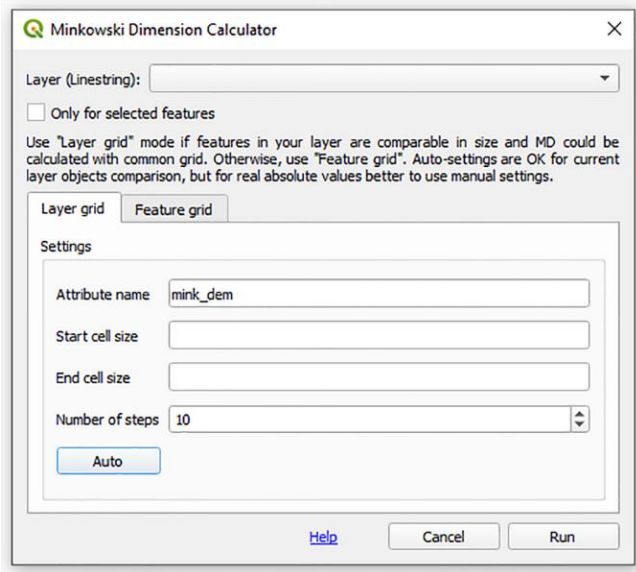 Minkowski Dimension Calculator
Layer (Linestring):
Only for selected features
Use "Layer grid" mode if features in your layer are comparable in size and MD could be
calculated with common grid. Otherwise, use "Feature grid". Auto-settings are OK for current
layer objects comparison, but for real absolute values better to use manual settings.
Layer grid Feature grid
Settings
Attribute name mink_dem
Start cell size
End cell size
Number of steps 10
Auto
Help Cancel Run